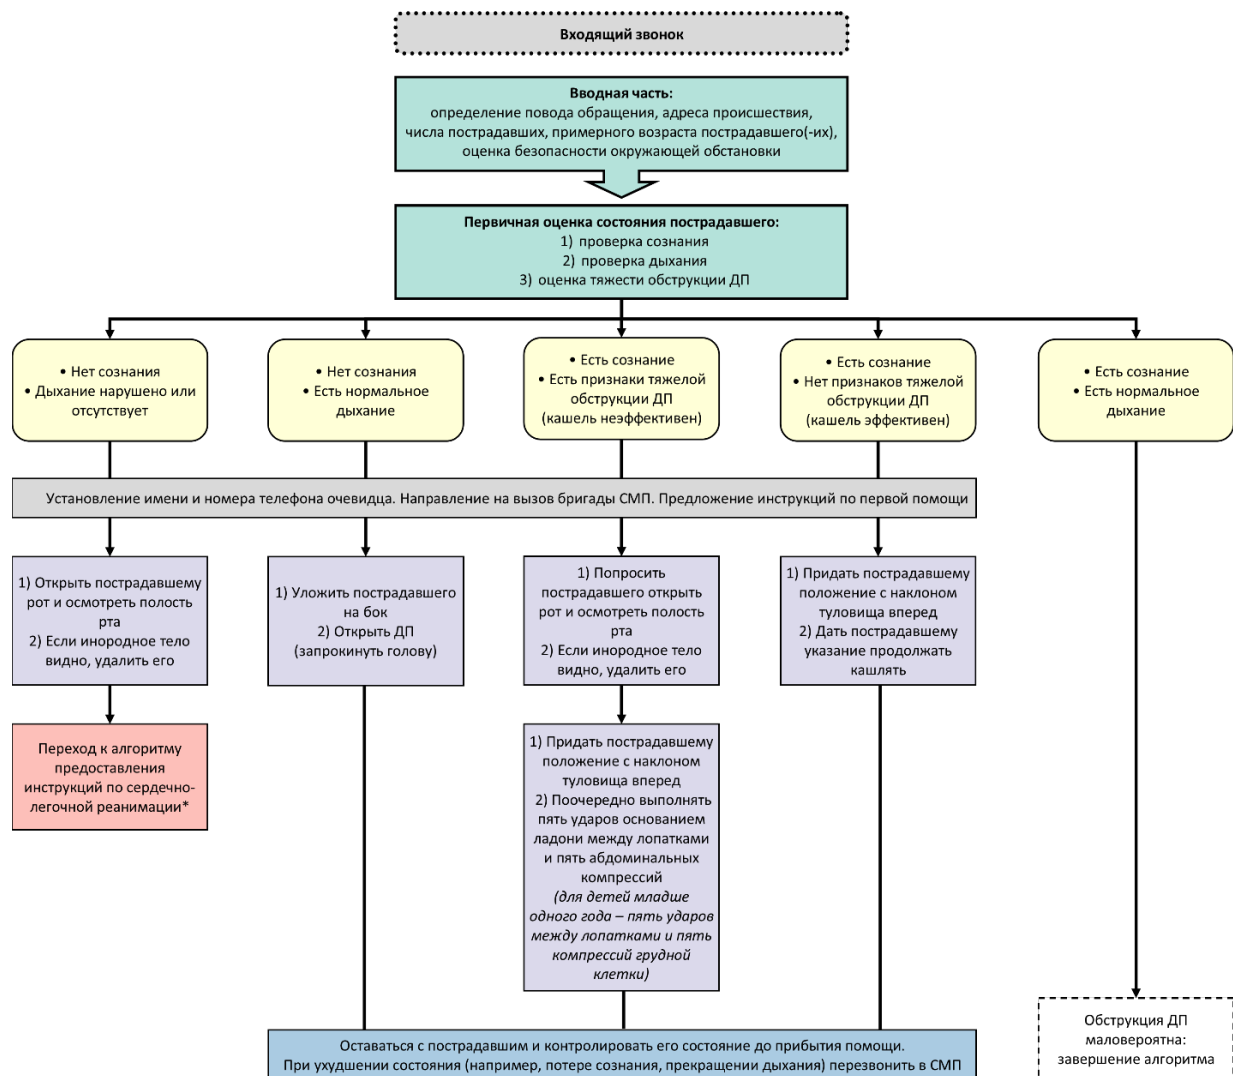 Входящий звонок
Вводная часть:
определение повода обращения, адреса происшествия,
числа пострадавших, примерного возраста пострадавшего(-их),
оценка безопасности окружающей обстановки
Первичная оценка состояния пострадавшего:
1) проверка сознания
2) проверка дыхания
3) оценка тяжести обструкции ДП
• Нет сознания
• Дыхание нарушено или
отсутствует
• Нет сознания
• Есть нормальное
дыхание
• Есть сознание
• Есть признаки тяжелой
обструкции ДП
(кашель неэффективен)
• Есть сознание
• Нет признаков тяжелой
обструкции ДП
(кашель эффективен)
• Есть сознание
• Есть нормальное
дыхание
Установление имени и номера телефона очевидца. Направление на вызов бригады СМП. Предложение инструкций по первой помощи
1) Открыть пострадавшему
рот и осмотреть полость
рта
2) Если инородное тело
видно, удалить его
1) Уложить пострадавшего
на бок
2) Открыть ДП
(запрокинуть голову)
1) Попросить
пострадавшего открыть
рот и осмотреть полость
рта
2) Если инородное тело
видно, удалить его
1) Придать пострадавшему
положение с наклоном
туловища вперед
2) Дать пострадавшему
указание продолжать
кашлять
Переход к алгоритму
предоставления
инструкций по сердечно-
легочной реанимации*
1) Придать пострадавшему
положение с наклоном
туловища вперед
2) Поочередно выполнять
пять ударов основанием
ладони между лопатками
и пять абдоминальных
компрессий
(для детей младше
одного года – пять ударов
между лопатками и пять
компрессий грудной
клетки)
Оставаться с пострадавшим и контролировать его состояние до прибытия помощи.
При ухудшении состояния (например, потере сознания, прекращении дыхания) перезвонить в СМП
Обструкция ДП
маловероятна:
завершение алгоритма